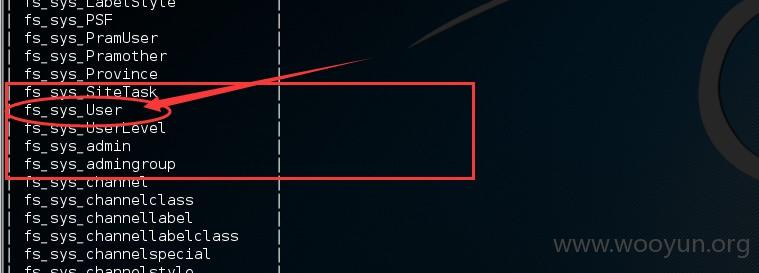 | fs_sys_LabelStyle |
| fs_sys_PSF |
| fs_sys_PramUser |
| fs_sys_Pramother |
| fs_sys_Province |
| fs_sys_SiteTask |
| fs_sys_User |
| fs_sys_UserLevel |
| fs_sys_admin |
| fs_sys_admingroup |
| fs_sys_channel |
| fs_sys_channelclass |
| fs_sys_channellabel |
| fs_sys_channellabelclass |
| fs_sys_channelspecial |
| fs_sys_channelstyle |
www.wooyun.org